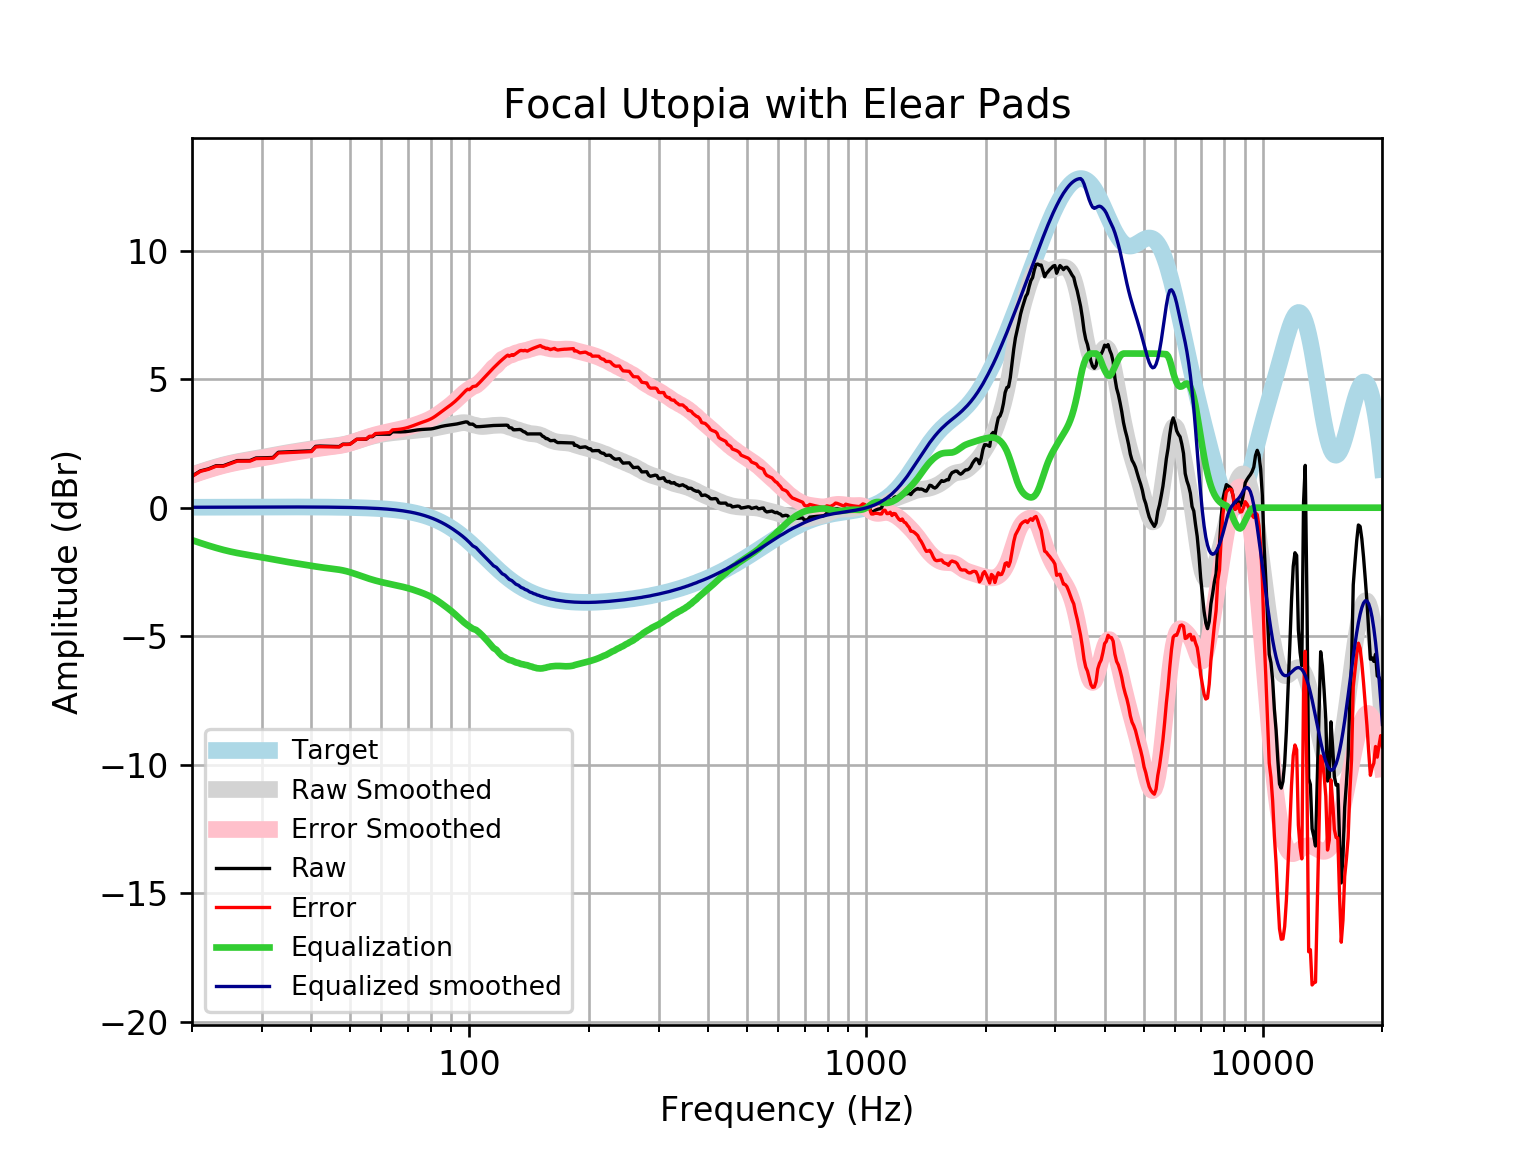 Focal Utopia with Elear Pads
Amplitude (dBr)
10
5
0
−5
−10
−15
−20
Target
Raw Smoothed
Error Smoothed
Raw
Error
Equalization
Equalized smoothed
100
1000
10000
Frequency (Hz)